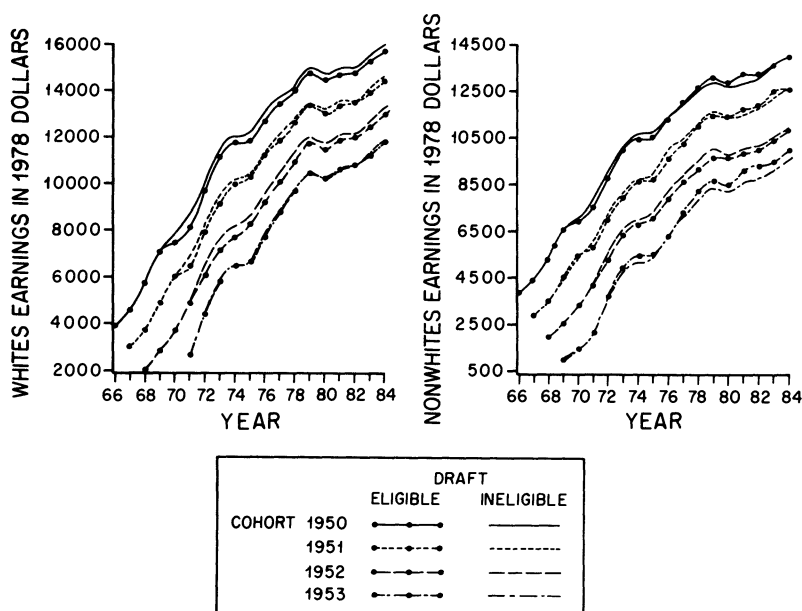 WHITES EARNINGS IN 1978 DOLLARS
16000
14000
12000
10000
8000
6000
4000
2000
66 68 70 72 74 76 78 80 82 84
YEAR
NONWHITES EARNINGS IN 1978 DOLLARS
14500
12500
10500
8500
6500
4500
2500
500
66 68 70 72 74 76 78 80 82 84
YEAR
DRAFT
ELIGIBLE INELIGIBLE
COHORT 1950
1951
1952
1953